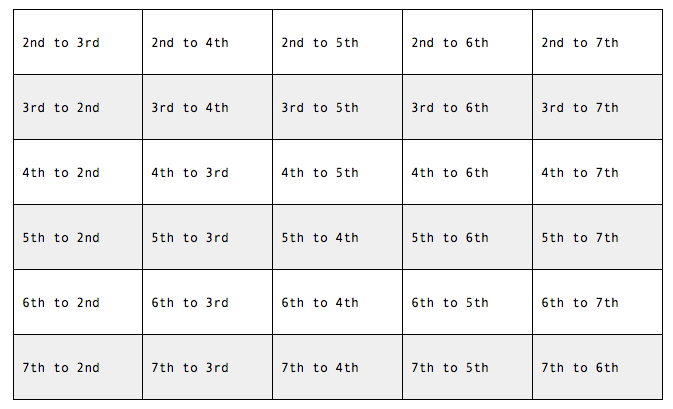 2nd to 3rd 2nd to 4th 2nd to 5th 2nd to 6th 2nd to 7th
3rd to 2nd 3rd to 4th 3rd to 5th 3rd to 6th 3rd to 7th
4th to 2nd 4th to 3rd 4th to 5th 4th to 6th 4th to 7th
5th to 2nd 5th to 3rd 5th to 4th 5th to 6th 5th to 7th
6th to 2nd 6th to 3rd 6th to 4th 6th to 5th 6th to 7th
7th to 2nd 7th to 3rd 7th to 4th 7th to 5th 7th to 6th